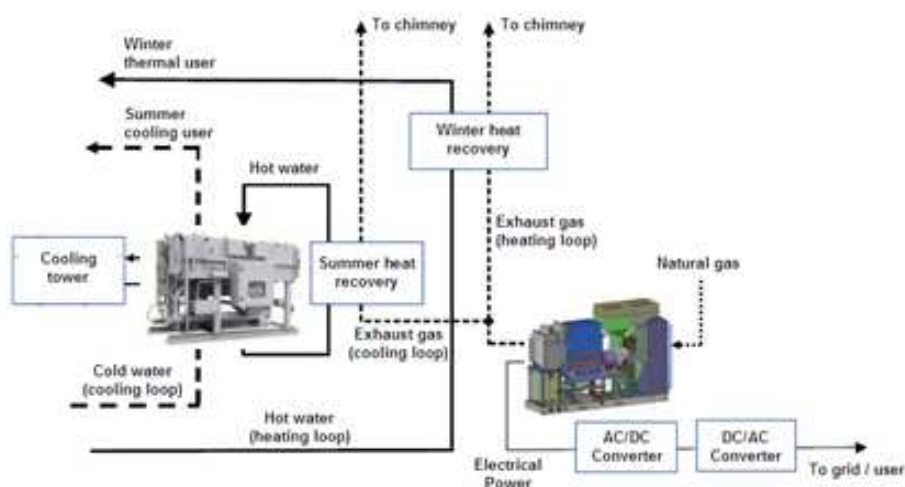 To chimney
To chimney
Winter
thermal user
Summer
cooling user
Winter heat
recovery
Hot water
Exhaust gas
(heating loop)
Cooling
tower
Summer heat
recovery
Natural gas
Exhaust gas
(cooling loop)
Cold water
(cooling loop)
Hot water
(heating loop)
AC/DC
Converter
DC/AC
Converter
Electrical
Power
To grid / user